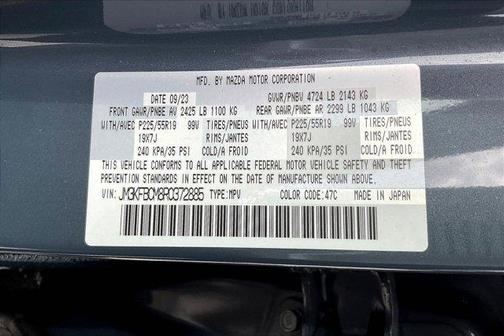 MFD. BY MAZDA MOTOR CORPORATION
DATE 09/23 GVWR/PNBV 4724 LB 2143 KG
FRONT GAWR/PNBE AV 2425 LB 1100 KG REAR GAWR/PNBE AR 2299 LB 1043 KG
WITH/AVEC P225/55R19 99V TIRES/PNEUS WITH/AVEC P225/55R19 99V TIRES/PNEUS
19X7J RIMS/JANTES 19X7J RIMS/JANTES
240 KPA/35 PSI COLD/A FROID 240 KPA/35 PSI COLD/A FROID
THIS VEHICLE CONFORMS TO ALL APPLICABLE FEDERAL MOTOR VEHICLE SAFETY AND THEFT
PREVENTION STANDARDS IN EFFECT ON THE DATE OF MANUFACTURE SHOWN ABOVE.
VIN: JM3KFBCM8R0372885 TYPE:MPV COLOR CODE:47C MADE IN JAPAN